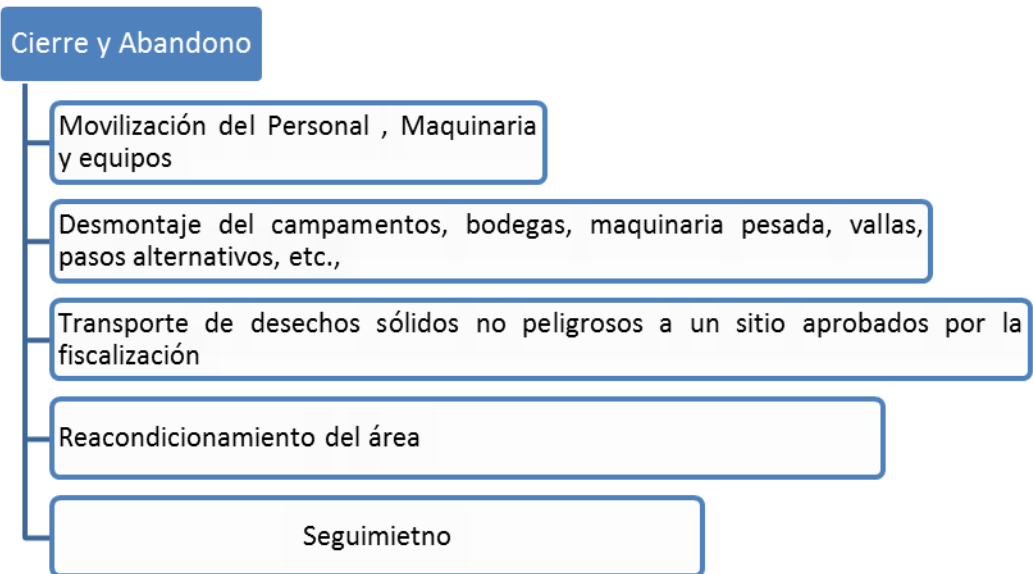 Cierre y Abandono
Movilización del Personal , Maquinaria
y equipos
Desmontaje del campamentos, bodegas, maquinaria pesada, vallas,
pasos alternativos, etc.,
Transporte de desechos sólidos no peligrosos a un sitio aprobados por la
fiscalización
Reacondicionamiento del área
Seguimietno